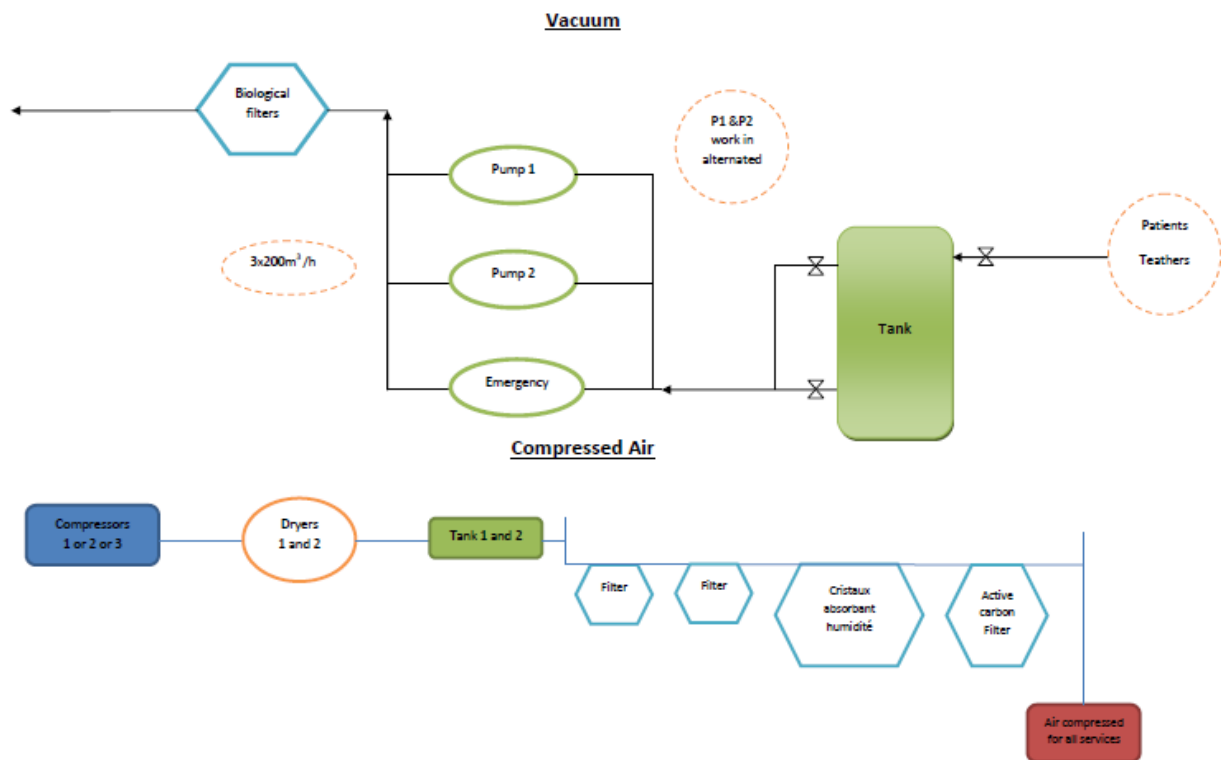 Vacuum
Biological
filters
P1 &P2
work in
alternated
Pump 1
3x200m³ /h
Pump 2
Emergency
Tank
Patients
Teathers
Compressed Air
Compressors
1 or 2 or 3
Dryers
1 and 2
Tank 1 and 2
Filter
Filter
Cristaux
absorbant
humidité
Active
carbon
Filter
Air compressed
for all services